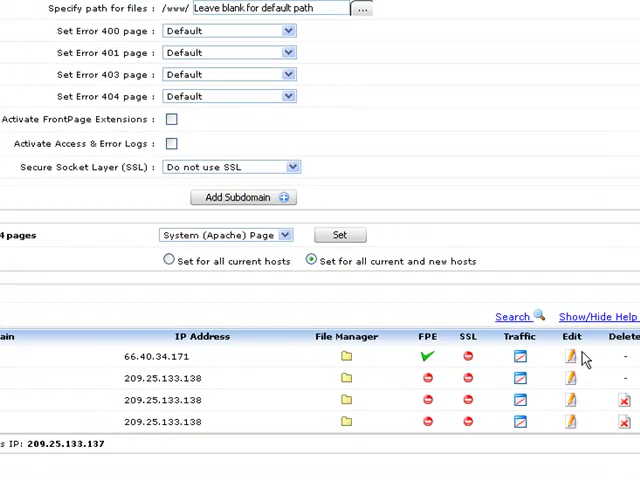 Specify path for files : /www/ Leave blank for default path ...
Set Error 400 page : Default
Set Error 401 page : Default
Set Error 403 page : Default
Set Error 404 page : Default
Activate FrontPage Extensions :
Activate Access & Error Logs :
Secure Socket Layer (SSL) : Do not use SSL
Add Subdomain
4 pages System (Apache) Page Set
Set for all current hosts Set for all current and new hosts
Search Show/Hide Help
ain IP Address File Manager FPE SSL Traffic Edit Delete
66.40.34.171 -
209.25.133.138 -
209.25.133.138
209.25.133.138
s IP: 209.25.133.137